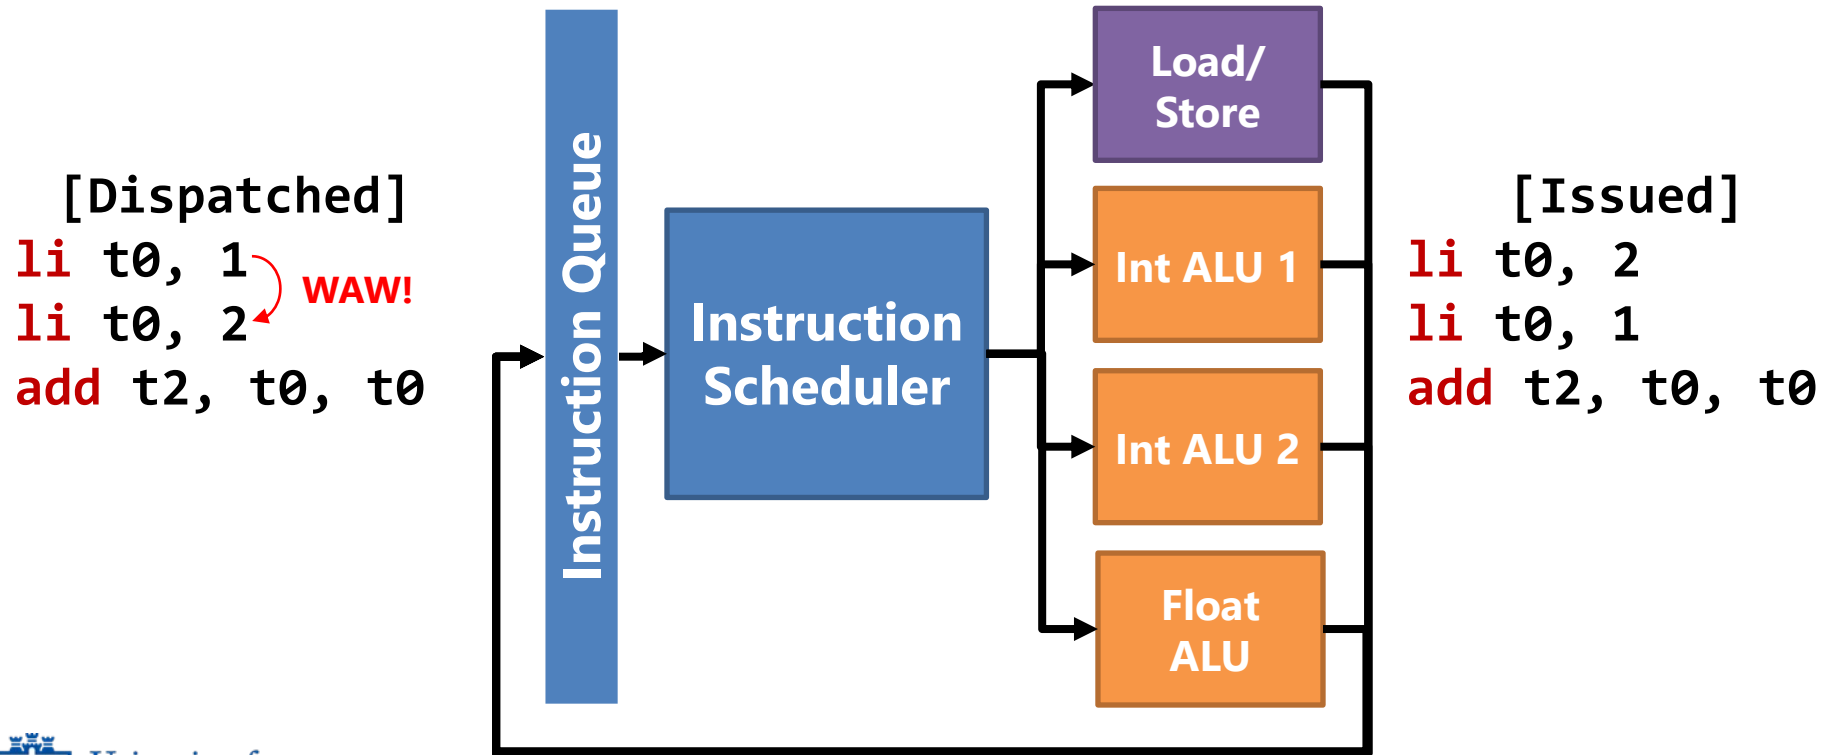 [Dispatched]
li t0, 1
WAW!
li t0, 2
add t2, t0, t0
Instruction Queue
Instruction
Scheduler
Load/
Store
Int ALU 1
Int ALU 2
Float
ALU
[Issued]
li t0, 2
li t0, 1
add t2, t0, t0